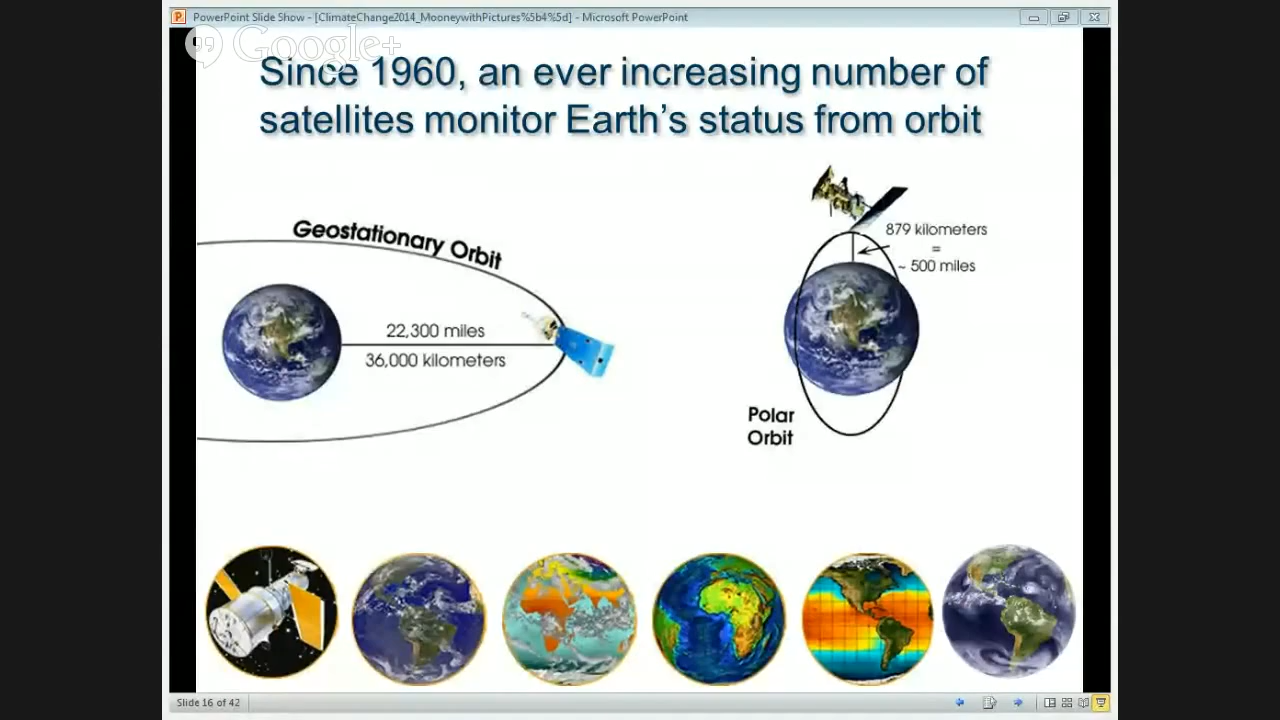 PowerPoint Slide Show - [ClimateChange2014_MooneywithPictures%5b4%5d] - Microsoft PowerPoint
Google+
Since 1960, an ever increasing number of
satellites monitor Earth's status from orbit
Geostationary Orbit
22,300 miles
36,000 kilometers
879 kilometers
=
~ 500 miles
Polar
Orbit
Slide 16 of 42